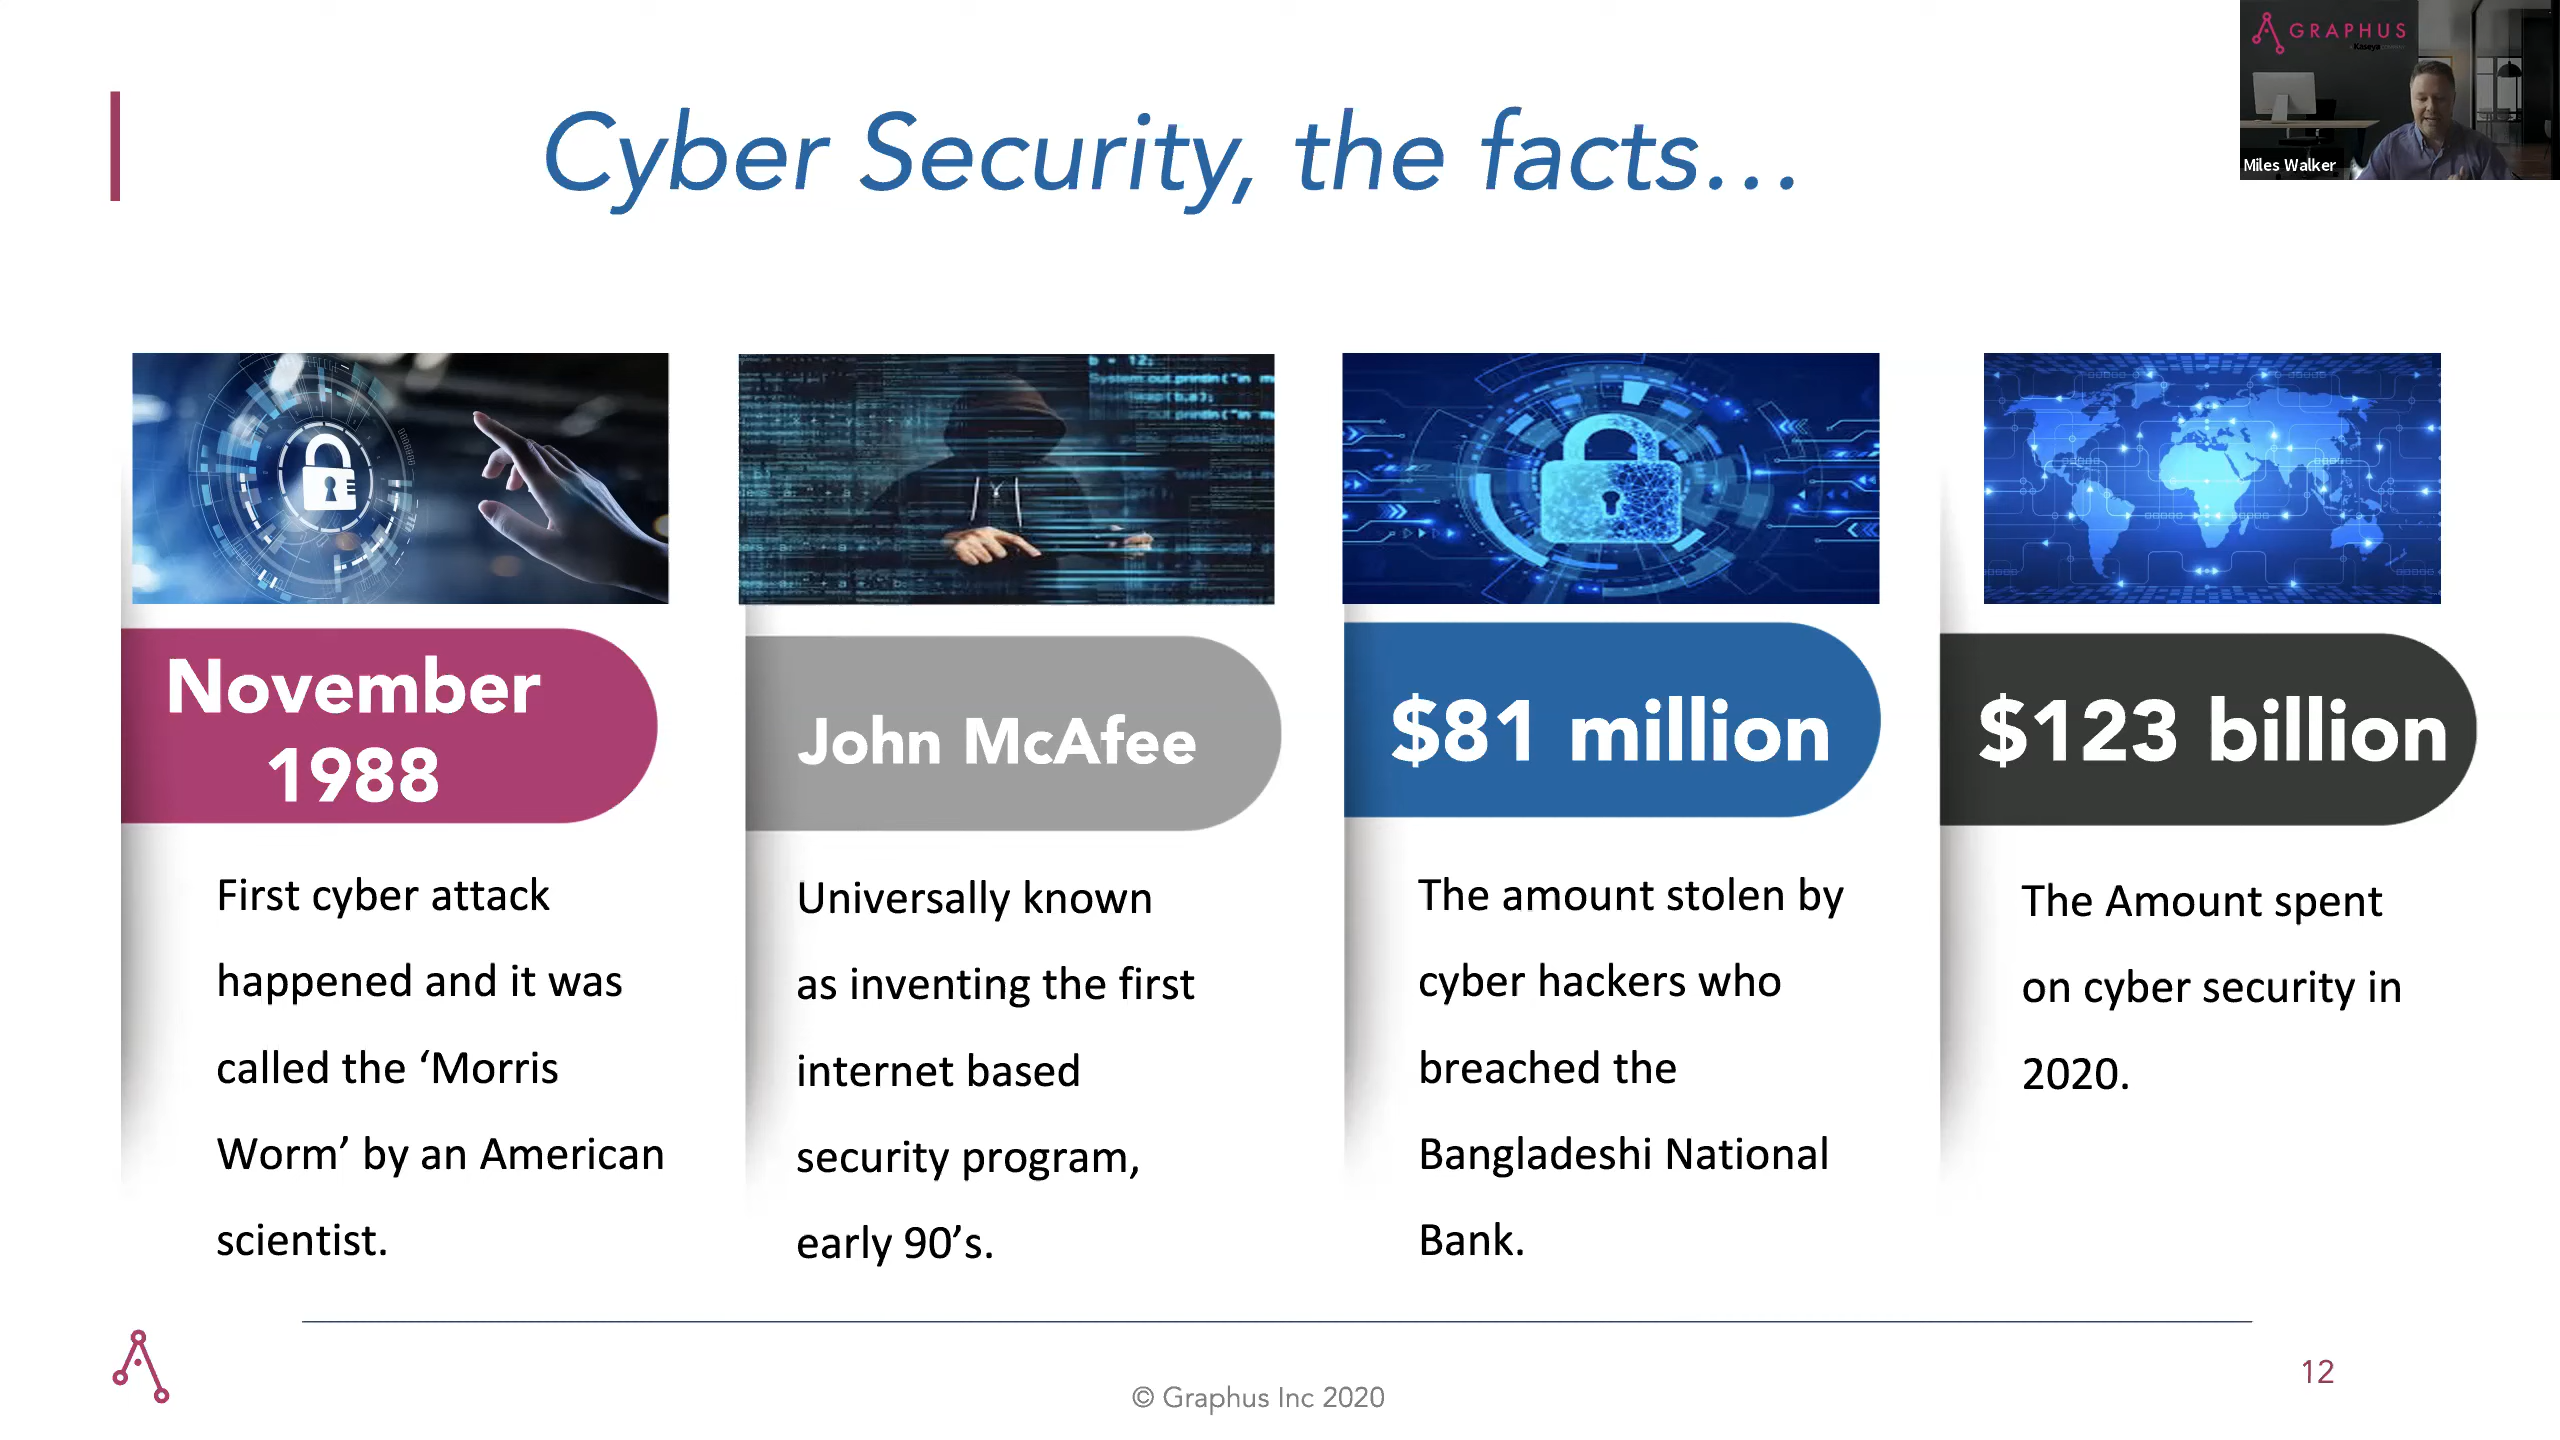 GRAPHUS
Miles Walker
Cyber Security, the facts...
b = 12;
November
1988
First cyber attack
happened and it was
called the ‘Morris
Worm’ by an American
scientist.
John McAfee
Universally known
as inventing the first
internet based
security program,
early 90’s.
$81 million
The amount stolen by
cyber hackers who
breached the
Bangladeshi National
Bank.
$123 billion
The Amount spent
on cyber security in
2020.
© Graphus Inc 2020
12